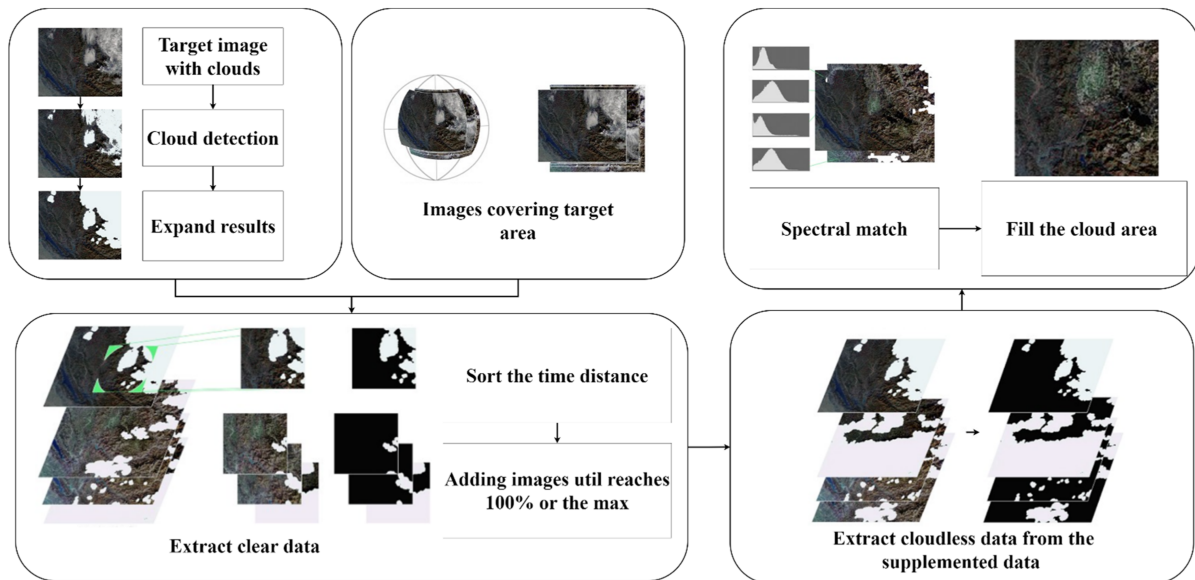 Target image
with clouds
Cloud detection
Expand results
Images covering target
area
Spectral match
Fill the cloud area
Sort the time distance
Adding images util reaches
100% or the max
Extract clear data
Extract cloudless data from the
supplemented data